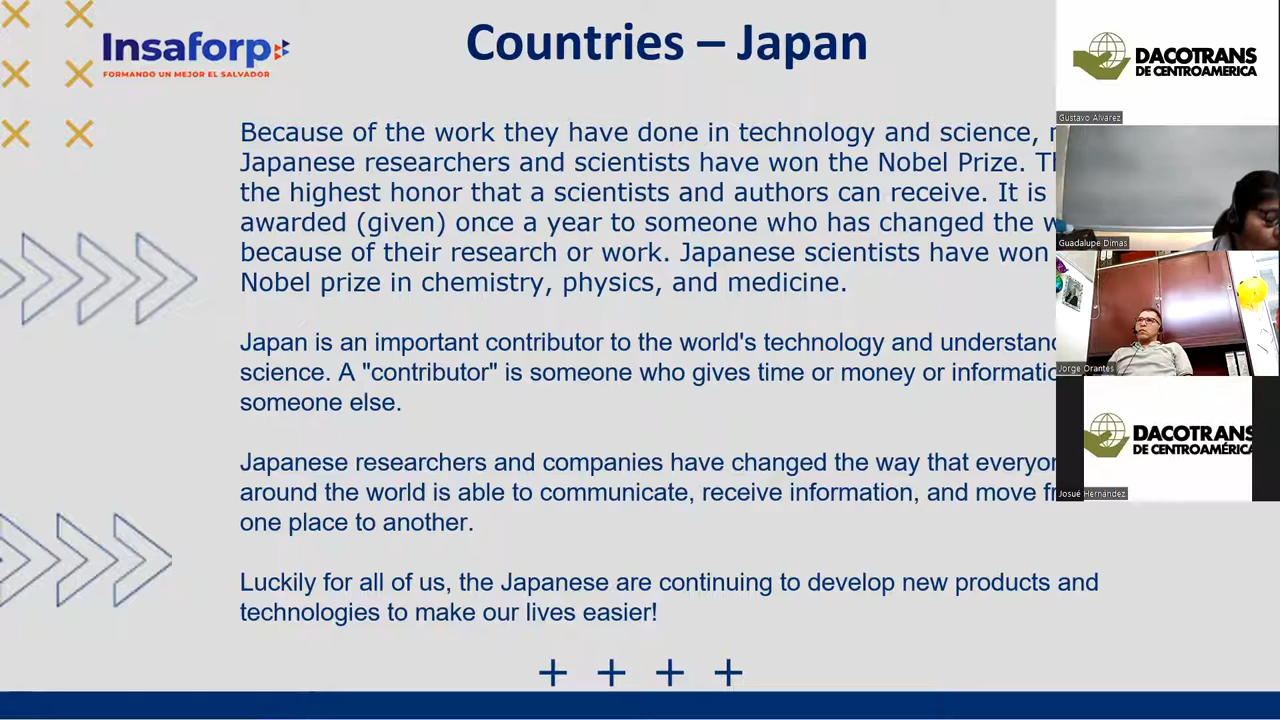 Insaforp
FORMANDO UN MEJOR EL SALVADOR
Countries – Japan
Because of the work they have done in technology and science,
Japanese researchers and scientists have won the Nobel Prize.
the highest honor that a scientists and authors can receive. It is
awarded (given) once a year to someone who has changed the
because of their research or work. Japanese scientists have won
Nobel prize in chemistry, physics, and medicine.
Japan is an important contributor to the world's technology and
science. A "contributor" is someone who gives time or money or
someone else.
Japanese researchers and companies have changed the way that
around the world is able to communicate, receive information, and move
one place to another.
Luckily for all of us, the Japanese are continuing to develop new products and
technologies to make our lives easier!
DACOTRANS
DE CENTROAMERICA
Gustavo Alvarez
Guadalupe Dimas
Jorge Orantes
DACOTRANS
DE CENTROAMÉRICA
Josué Hernández